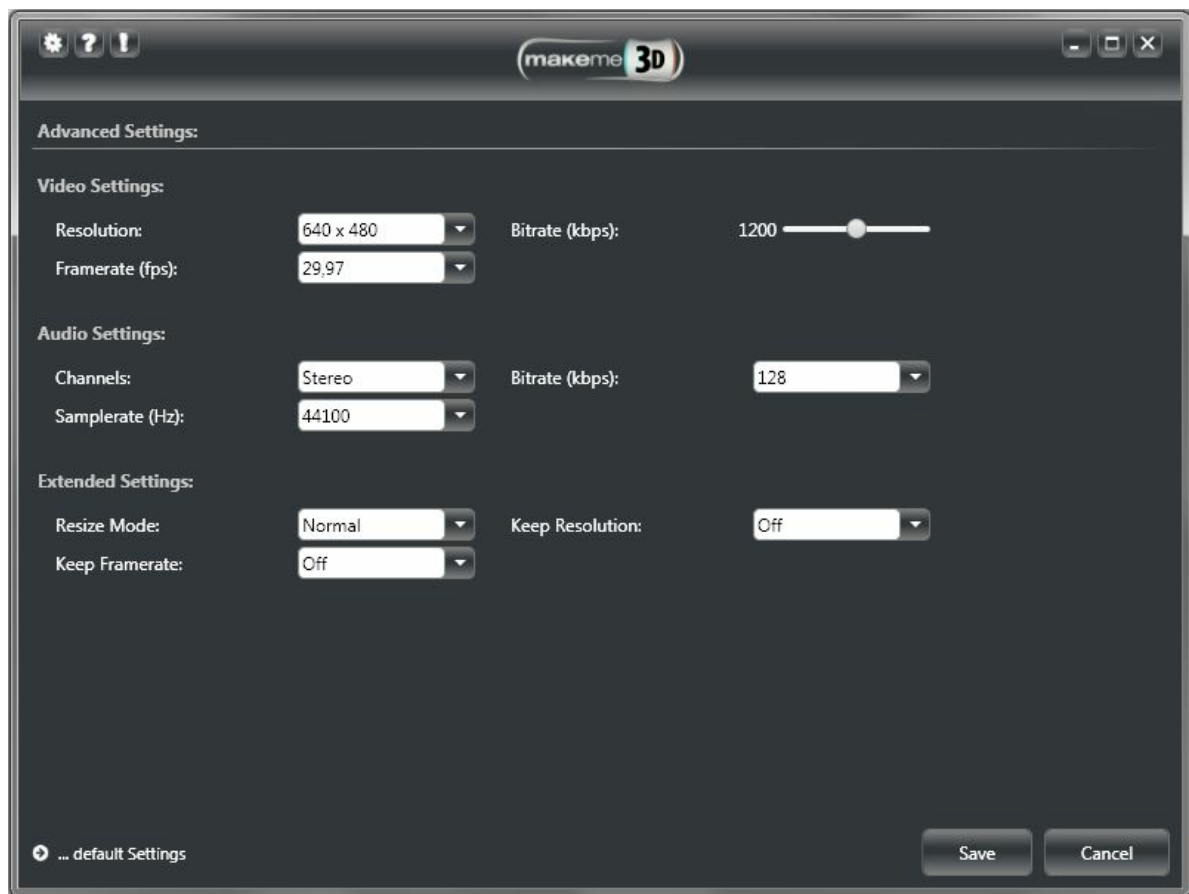 ? !
makeme 3D
Advanced Settings:
Video Settings:
Resolution: 640 x 480 Bitrate (kbps): 1200
Framerate (fps): 29,97
Audio Settings:
Channels: Stereo Bitrate (kbps): 128
Samplerate (Hz): 44100
Extended Settings:
Resize Mode: Normal Keep Resolution: Off
Keep Framerate: Off
... default Settings Save Cancel